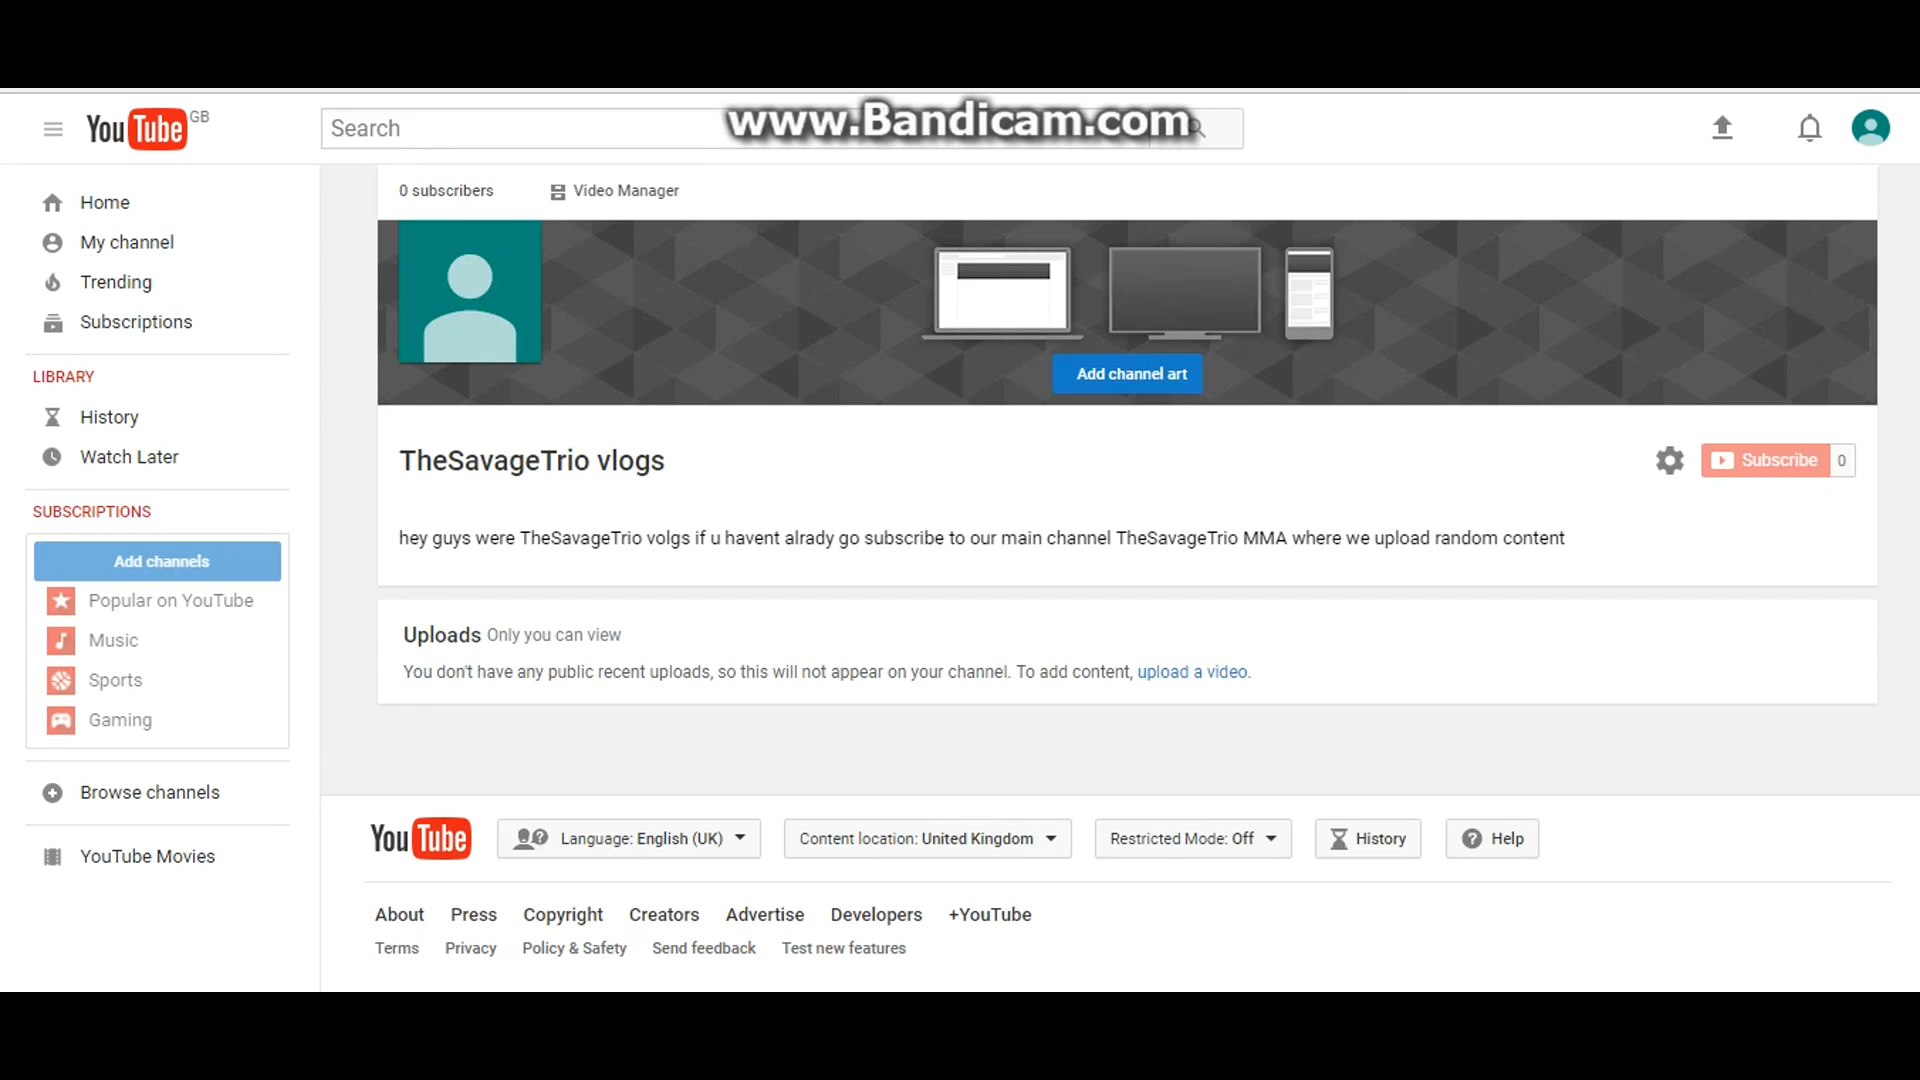 YouTube GB
Search
www.Bandicam.com
Home
My channel
Trending
Subscriptions
LIBRARY
History
Watch Later
SUBSCRIPTIONS
Add channels
Popular on YouTube
Music
Sports
Gaming
Browse channels
YouTube Movies
0 subscribers Video Manager
Add channel art
TheSavageTrio vlogs
Subscribe 0
hey guys were TheSavageTrio volgs if u havent alrady go subscribe to our main channel TheSavageTrio MMA where we upload random content
Uploads Only you can view
You don't have any public recent uploads, so this will not appear on your channel. To add content, upload a video.
YouTube Language: English (UK) Content location: United Kingdom Restricted Mode: Off History Help
About Press Copyright Creators Advertise Developers +YouTube
Terms Privacy Policy & Safety Send feedback Test new features